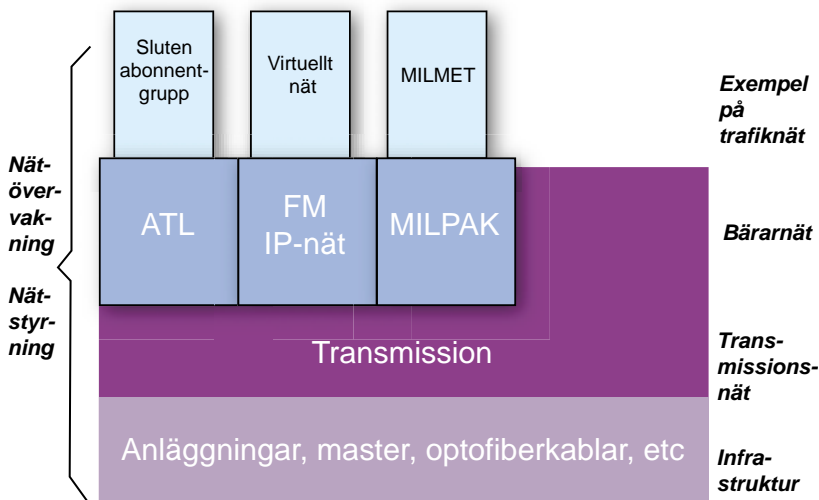 Sluten
abonnent-
grupp
Virtuellt
nät
MILMET
Exempel
på
trafiknät
Nät-
över-
vak-
ning
Nät-
styr-
ning
ATL
FM
IP-nät
MILPAK
Bärarnät
Transmission
Trans-
missions-
nät
Anläggningar, master, optofiberkablar, etc
Infra-
struktur